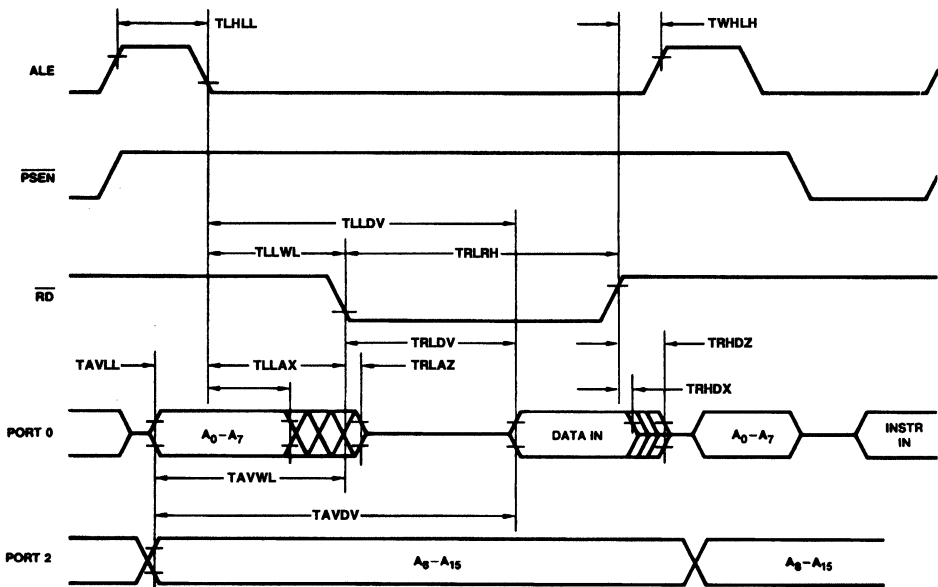 TLHLL
TWHLH
ALE
PSEN
TLLDV
TLLWL
TRLRH
RD
TRLDV
TRHDZ
TAVLL
TLLAX
TRLAZ
TRHDX
PORT 0
A0-A7
DATA IN
A0-A7
INSTR
IN
TAVWL
TAVDV
PORT 2
A8-A15
A8-A15